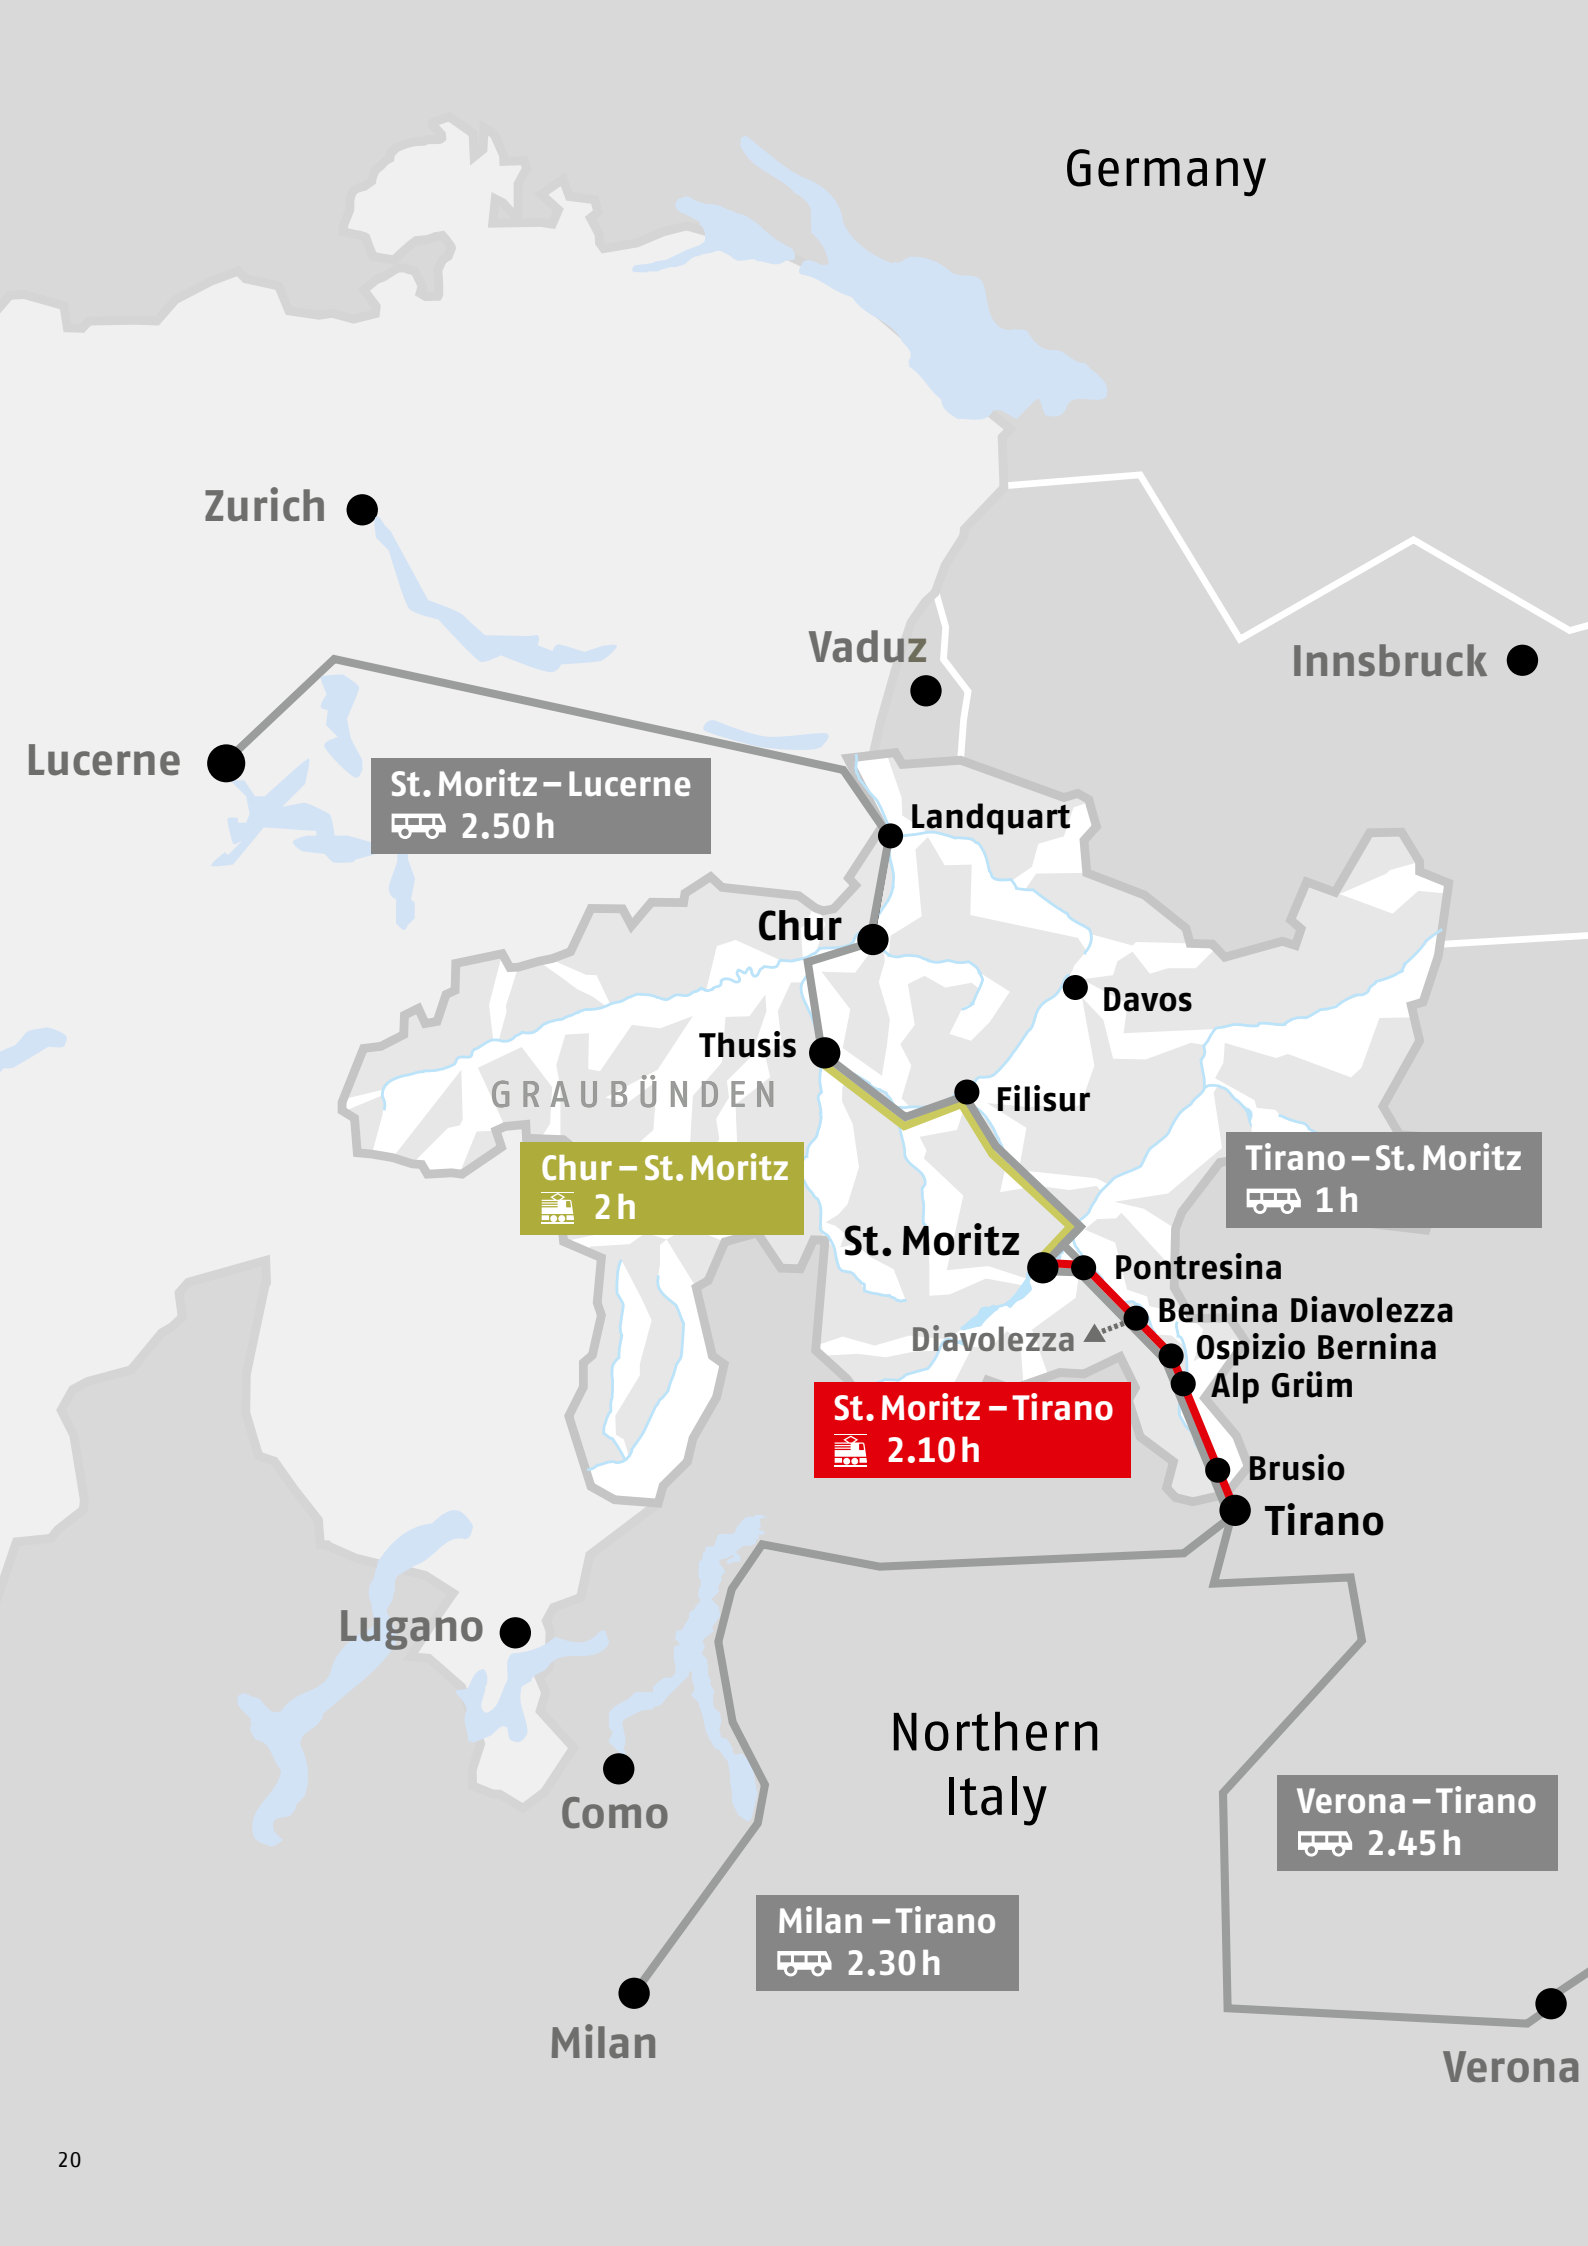 Germany
Zurich
Vaduz
Innsbruck
Lucerne
St. Moritz – Lucerne
2.50 h
Landquart
Chur
Davos
Thusis
GRAUBÜNDEN
Filisur
Chur – St. Moritz
2 h
Tirano – St. Moritz
1 h
St. Moritz
Pontresina
Bernina Diavolezza
Diavolezza
Ospizio Bernina
Alp Grüm
St. Moritz – Tirano
2.10 h
Brusio
Tirano
Lugano
Northern
Italy
Como
Verona – Tirano
2.45 h
Milan – Tirano
2.30 h
Milan
Verona
20